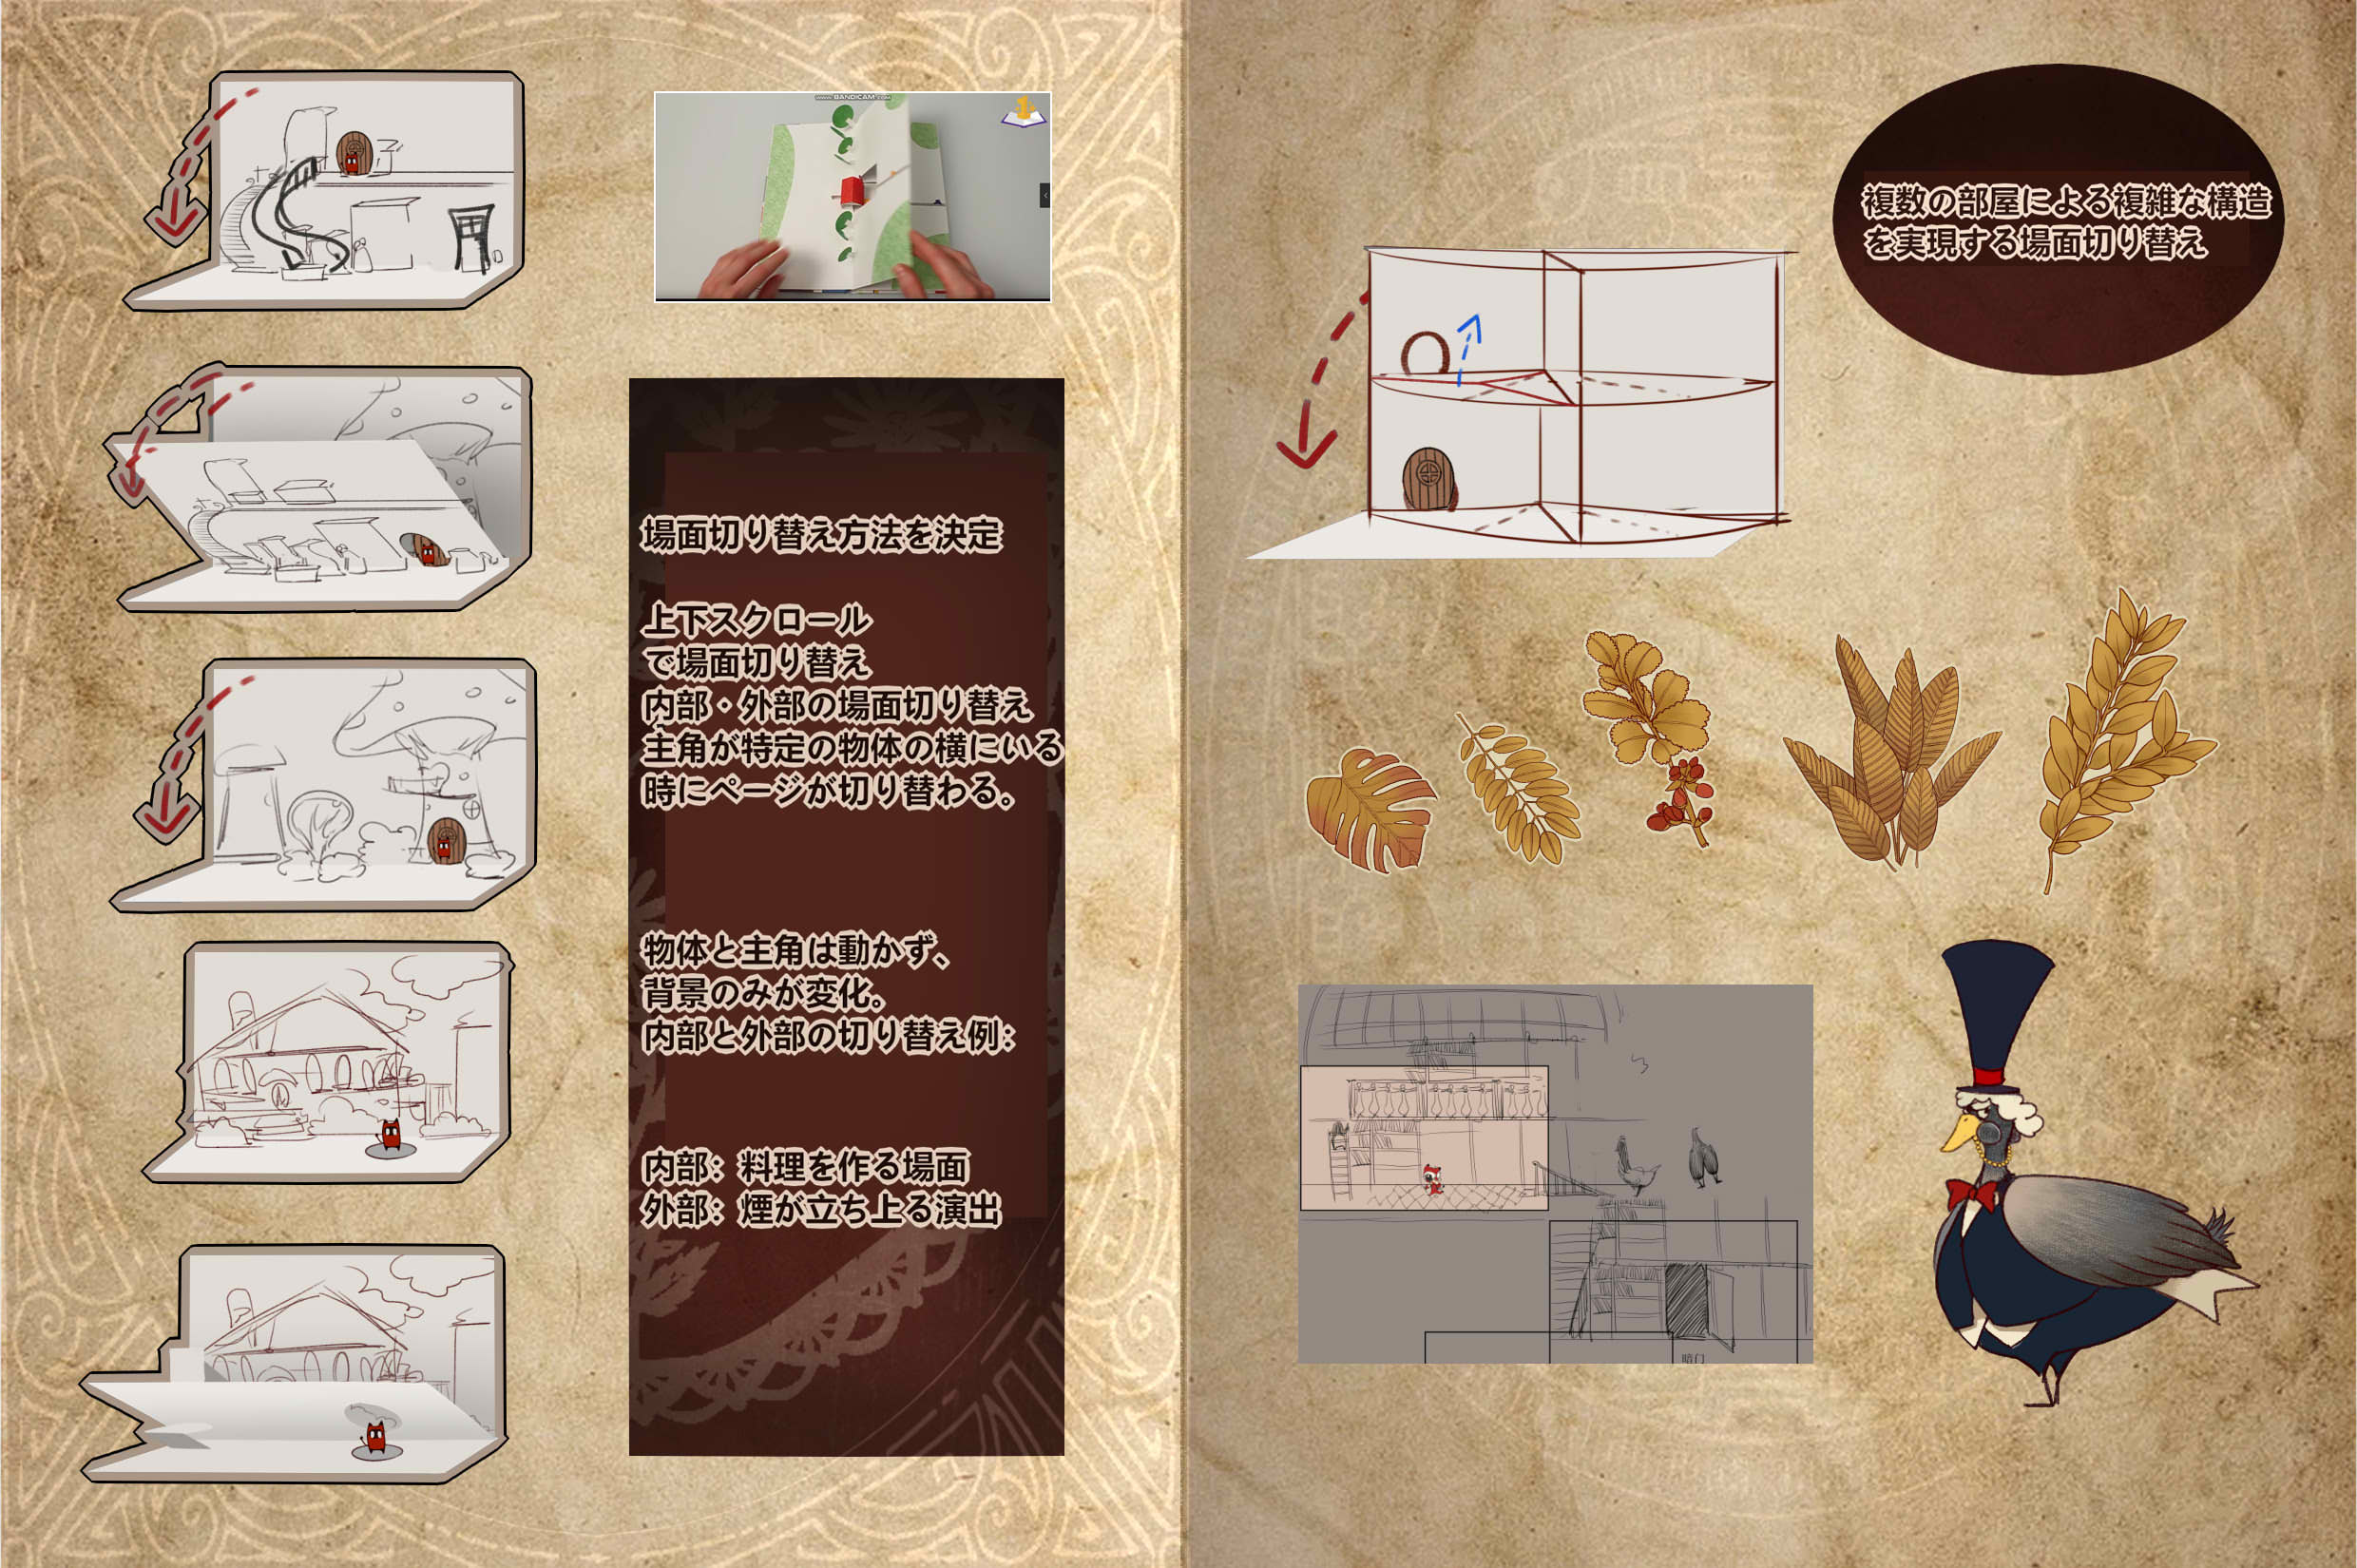 www.BANDICAM.com
場面切り替え方法を決定
上下スクロール
で場面切り替え
内部・外部の場面切り替え
主角が特定の物体の横にいる
時にページが切り替わる。
物体と主角は動かず、
背景のみが変化。
内部と外部の切り替え例：
内部：料理を作る場面
外部：煙が立ち上る演出
複数の部屋による複雑な構造
を実現する場面切り替え
暗门